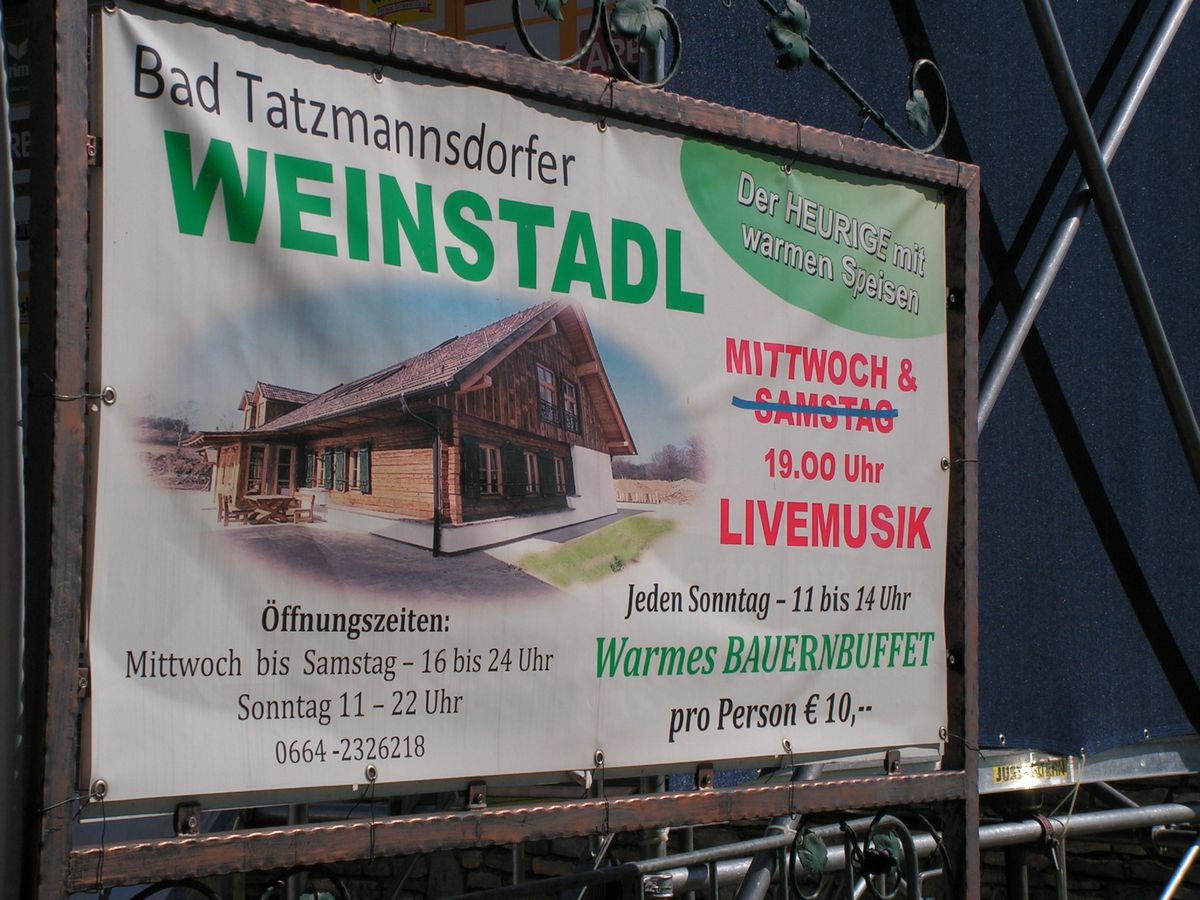 Bad Tatzmannsdorfer
WEINSTADL
Der HEURIGE mit
warmen Speisen
MITTWOCH &
SAMSTAG
19.00 Uhr
LIVEMUSIK
Öffnungszeiten:
Mittwoch bis Samstag – 16 bis 24 Uhr
Sonntag 11 – 22 Uhr
0664 -2326218
Jeden Sonntag – 11 bis 14 Uhr
Warmes BAUERNBUFFET
pro Person € 10,--